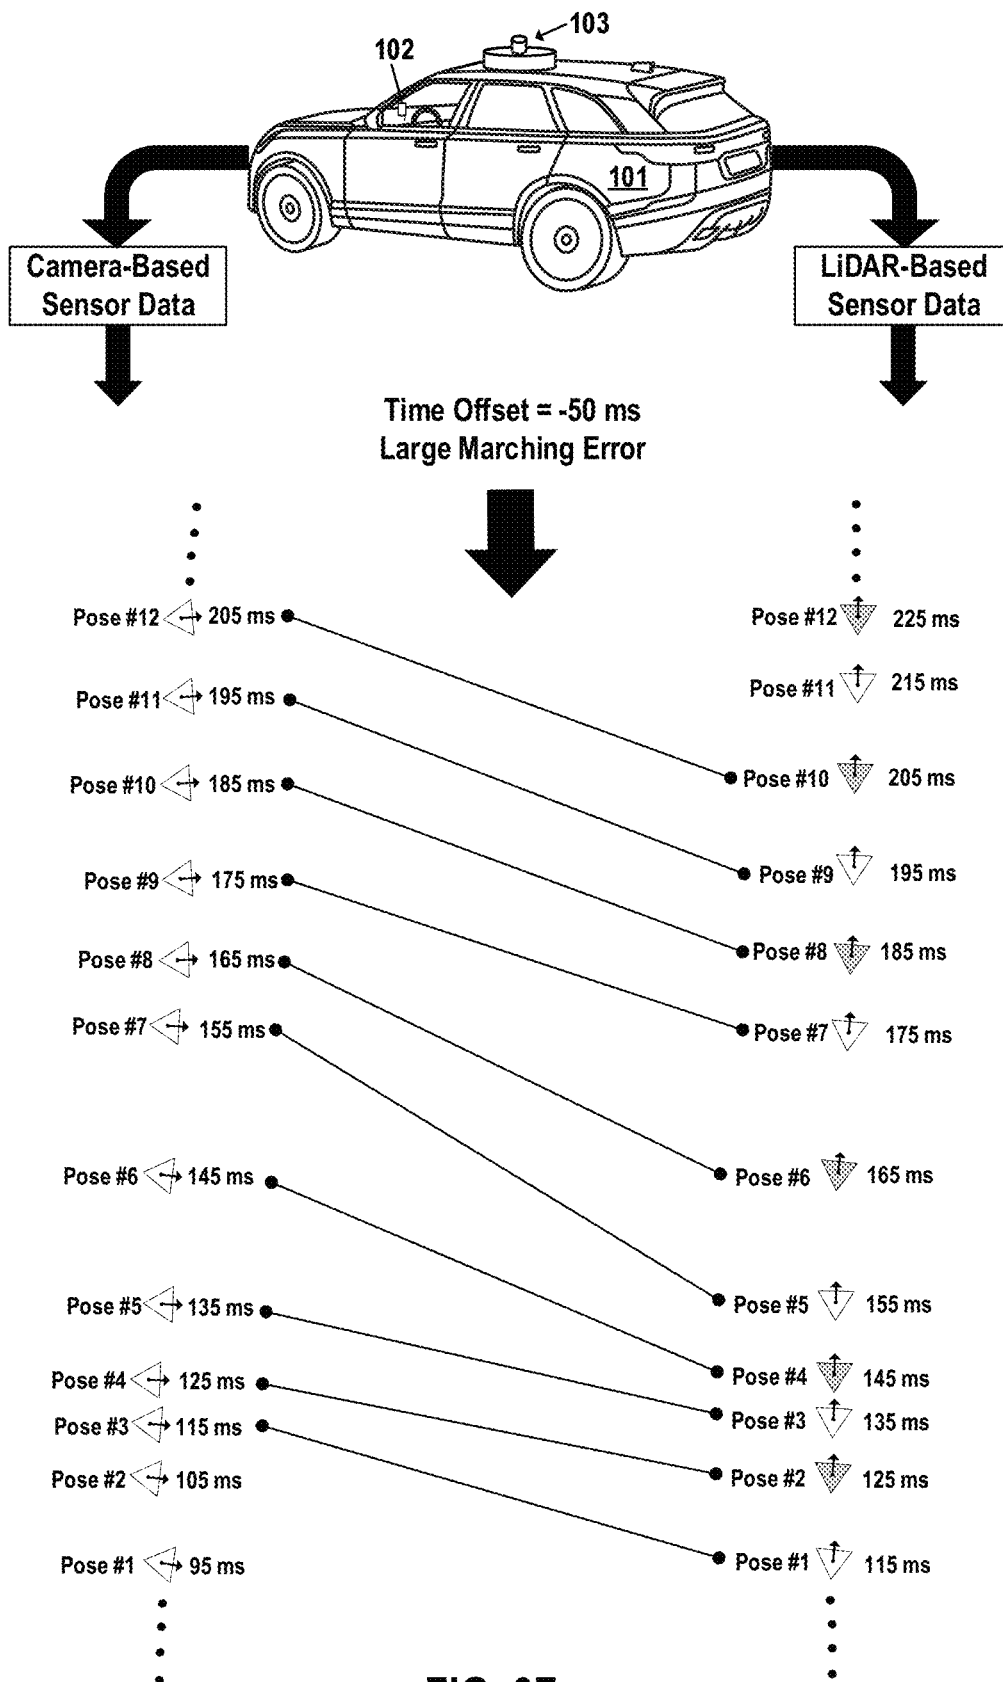 103
102
101
Camera-Based
Sensor Data
LiDAR-Based
Sensor Data
Time Offset = -50 ms
Large Marching Error
Pose #12 205 ms
Pose #12 225 ms
Pose #11 195 ms
Pose #11 215 ms
Pose #10 185 ms
Pose #10 205 ms
Pose #9 175 ms
Pose #9 195 ms
Pose #8 165 ms
Pose #8 185 ms
Pose #7 155 ms
Pose #7 175 ms
Pose #6 145 ms
Pose #6 165 ms
Pose #5 135 ms
Pose #5 155 ms
Pose #4 125 ms
Pose #4 145 ms
Pose #3 115 ms
Pose #3 135 ms
Pose #2 105 ms
Pose #2 125 ms
Pose #1 95 ms
Pose #1 115 ms